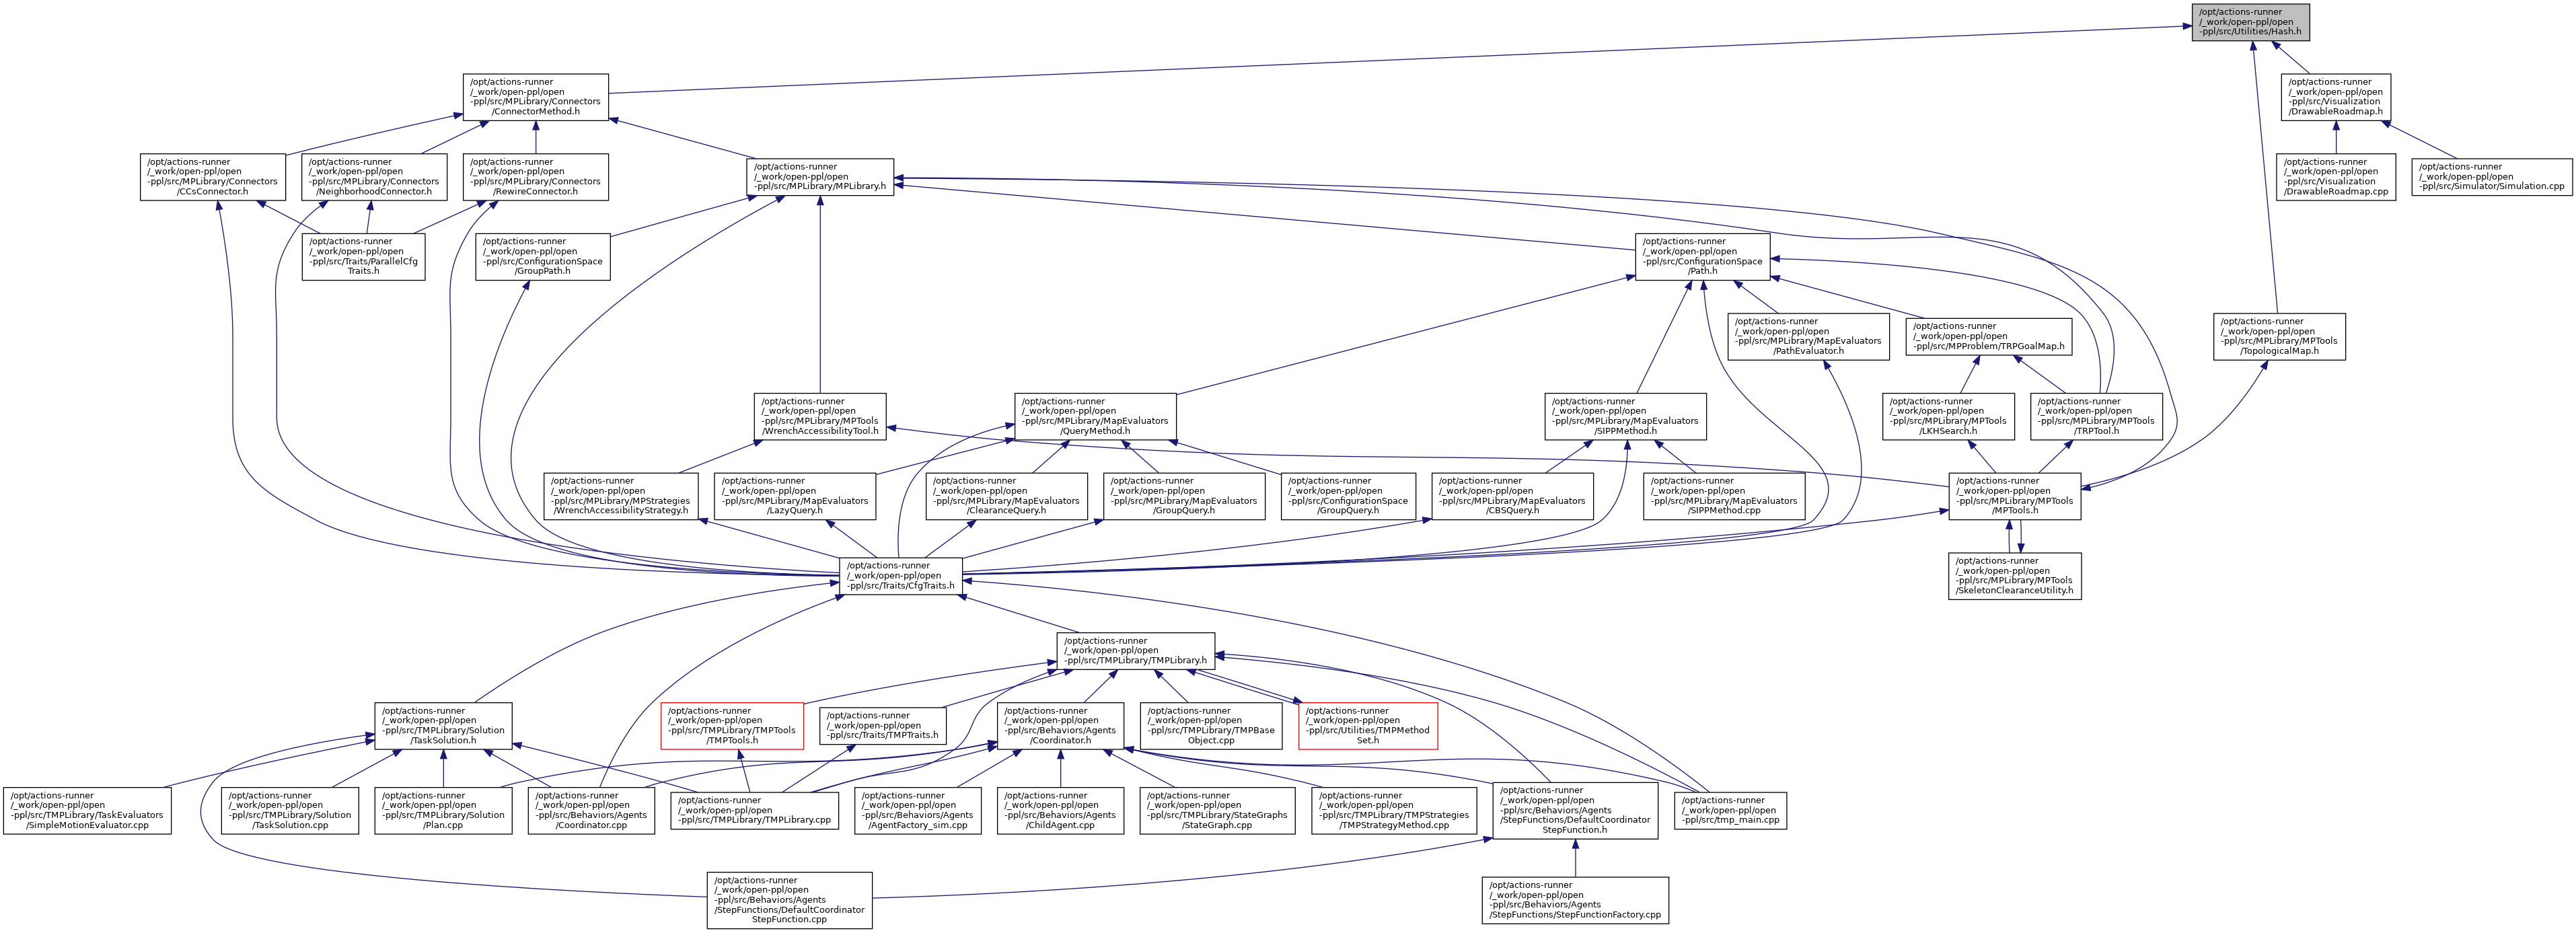 /opt/actions-runner
/_work/open-ppl/open
-ppl/src/Utilities/Hash.h
/opt/actions-runner
/_work/open-ppl/open
-ppl/src/MPLibrary/Connectors
/ConnectorMethod.h
/opt/actions-runner
/_work/open-ppl/open
-ppl/src/Visualization
/DrawableRoadmap.h
/opt/actions-runner
/_work/open-ppl/open
-ppl/src/MPLibrary/Connectors
/CCsConnector.h
/opt/actions-runner
/_work/open-ppl/open
-ppl/src/MPLibrary/Connectors
/NeighborhoodConnector.h
/opt/actions-runner
/_work/open-ppl/open
-ppl/src/MPLibrary/Connectors
/RewireConnector.h
/opt/actions-runner
/_work/open-ppl/open
-ppl/src/MPLibrary/MPLibrary.h
/opt/actions-runner
/_work/open-ppl/open
-ppl/src/Visualization
/DrawableRoadmap.cpp
/opt/actions-runner
/_work/open-ppl/open
-ppl/src/Simulator/Simulation.cpp
/opt/actions-runner
/_work/open-ppl/open
-ppl/src/Traits/ParallelCfg
Traits.h
/opt/actions-runner
/_work/open-ppl/open
-ppl/src/ConfigurationSpace
/GroupPath.h
/opt/actions-runner
/_work/open-ppl/open
-ppl/src/ConfigurationSpace
/Path.h
/opt/actions-runner
/_work/open-ppl/open
-ppl/src/MPLibrary/MapEvaluators
/PathEvaluator.h
/opt/actions-runner
/_work/open-ppl/open
-ppl/src/MPProblem/TRPGoalMap.h
/opt/actions-runner
/_work/open-ppl/open
-ppl/src/MPLibrary/MPTools
/TopologicalMap.h
/opt/actions-runner
/_work/open-ppl/open
-ppl/src/MPLibrary/MPTools
/WrenchAccessibilityTool.h
/opt/actions-runner
/_work/open-ppl/open
-ppl/src/MPLibrary/MapEvaluators
/QueryMethod.h
/opt/actions-runner
/_work/open-ppl/open
-ppl/src/MPLibrary/MapEvaluators
/SIPPMethod.h
/opt/actions-runner
/_work/open-ppl/open
-ppl/src/MPLibrary/MPTools
/LKHSearch.h
/opt/actions-runner
/_work/open-ppl/open
-ppl/src/MPLibrary/MPTools
/TRPTool.h
/opt/actions-runner
/_work/open-ppl/open
-ppl/src/MPLibrary/MPStrategies
/WrenchAccessibilityStrategy.h
/opt/actions-runner
/_work/open-ppl/open
-ppl/src/MPLibrary/MapEvaluators
/LazyQuery.h
/opt/actions-runner
/_work/open-ppl/open
-ppl/src/MPLibrary/MapEvaluators
/ClearanceQuery.h
/opt/actions-runner
/_work/open-ppl/open
-ppl/src/MPLibrary/MapEvaluators
/GroupQuery.h
/opt/actions-runner
/_work/open-ppl/open
-ppl/src/ConfigurationSpace
/GroupQuery.h
/opt/actions-runner
/_work/open-ppl/open
-ppl/src/MPLibrary/MapEvaluators
/CBSQuery.h
/opt/actions-runner
/_work/open-ppl/open
-ppl/src/MPLibrary/MapEvaluators
/SIPPMethod.cpp
/opt/actions-runner
/_work/open-ppl/open
-ppl/src/MPLibrary/MPTools
/MPTools.h
/opt/actions-runner
/_work/open-ppl/open
-ppl/src/Traits/CfgTraits.h
/opt/actions-runner
/_work/open-ppl/open
-ppl/src/MPLibrary/MPTools
/SkeletonClearanceUtility.h
/opt/actions-runner
/_work/open-ppl/open
-ppl/src/TMPLibrary/TMPLibrary.h
/opt/actions-runner
/_work/open-ppl/open
-ppl/src/TMPLibrary/Solution
/TaskSolution.h
/opt/actions-runner
/_work/open-ppl/open
-ppl/src/TMPLibrary/TMPTools
/TMPTools.h
/opt/actions-runner
/_work/open-ppl/open
-ppl/src/Traits/TMPTraits.h
/opt/actions-runner
/_work/open-ppl/open
-ppl/src/Behaviors/Agents
/Coordinator.h
/opt/actions-runner
/_work/open-ppl/open
-ppl/src/TMPLibrary/TMPBase
Object.cpp
/opt/actions-runner
/_work/open-ppl/open
-ppl/src/Utilities/TMPMethod
Set.h
/opt/actions-runner
/_work/open-ppl/open
-ppl/src/TMPLibrary/TaskEvaluators
/SimpleMotionEvaluator.cpp
/opt/actions-runner
/_work/open-ppl/open
-ppl/src/TMPLibrary/Solution
/TaskSolution.cpp
/opt/actions-runner
/_work/open-ppl/open
-ppl/src/TMPLibrary/Solution
/Plan.cpp
/opt/actions-runner
/_work/open-ppl/open
-ppl/src/Behaviors/Agents
/Coordinator.cpp
/opt/actions-runner
/_work/open-ppl/open
-ppl/src/TMPLibrary/TMPLibrary.cpp
/opt/actions-runner
/_work/open-ppl/open
-ppl/src/Behaviors/Agents
/AgentFactory_sim.cpp
/opt/actions-runner
/_work/open-ppl/open
-ppl/src/Behaviors/Agents
/ChildAgent.cpp
/opt/actions-runner
/_work/open-ppl/open
-ppl/src/TMPLibrary/StateGraphs
/StateGraph.cpp
/opt/actions-runner
/_work/open-ppl/open
-ppl/src/TMPLibrary/TMPStrategies
/TMPStrategyMethod.cpp
/opt/actions-runner
/_work/open-ppl/open
-ppl/src/Behaviors/Agents
/StepFunctions/DefaultCoordinator
StepFunction.h
/opt/actions-runner
/_work/open-ppl/open
-ppl/src/tmp_main.cpp
/opt/actions-runner
/_work/open-ppl/open
-ppl/src/Behaviors/Agents
/StepFunctions/DefaultCoordinator
StepFunction.cpp
/opt/actions-runner
/_work/open-ppl/open
-ppl/src/Behaviors/Agents
/StepFunctions/StepFunctionFactory.cpp